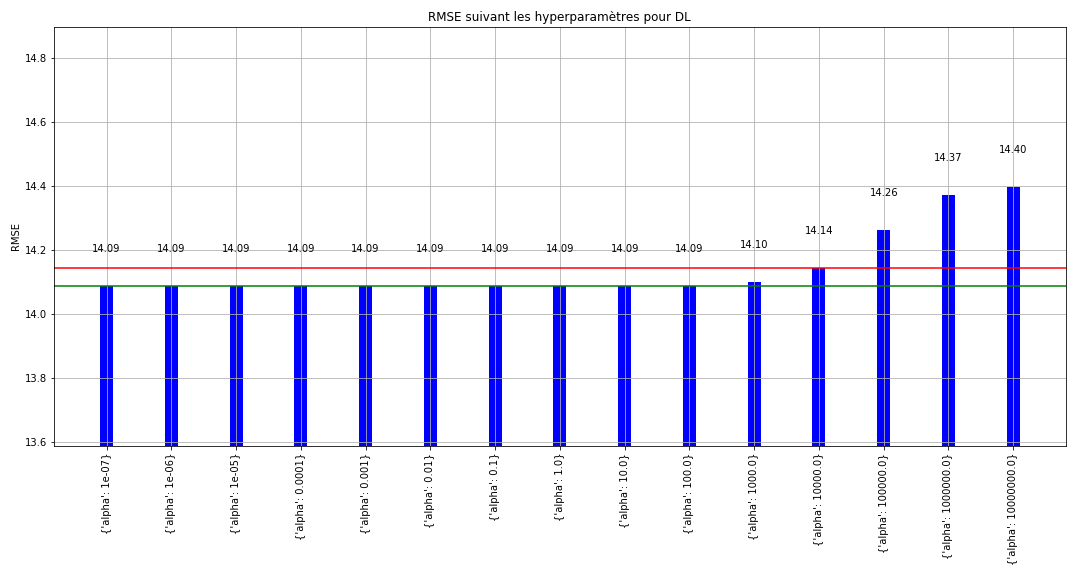 RMSE suivant les hyperparamètres pour DL
RMSE
14.8
14.6
14.4
14.2
14.0
13.8
13.6
14.09
14.09
14.09
14.09
14.09
14.09
14.09
14.09
14.09
14.09
14.10
14.14
14.26
14.37
14.40
{'alpha': 1e-07}
{'alpha': 1e-06}
{'alpha': 1e-05}
{'alpha': 0.0001}
{'alpha': 0.001}
{'alpha': 0.01}
{'alpha': 0.1}
{'alpha': 1.0}
{'alpha': 10.0}
{'alpha': 100.0}
{'alpha': 1000.0}
{'alpha': 10000.0}
{'alpha': 100000.0}
{'alpha': 1000000.0}
{'alpha': 10000000.0}